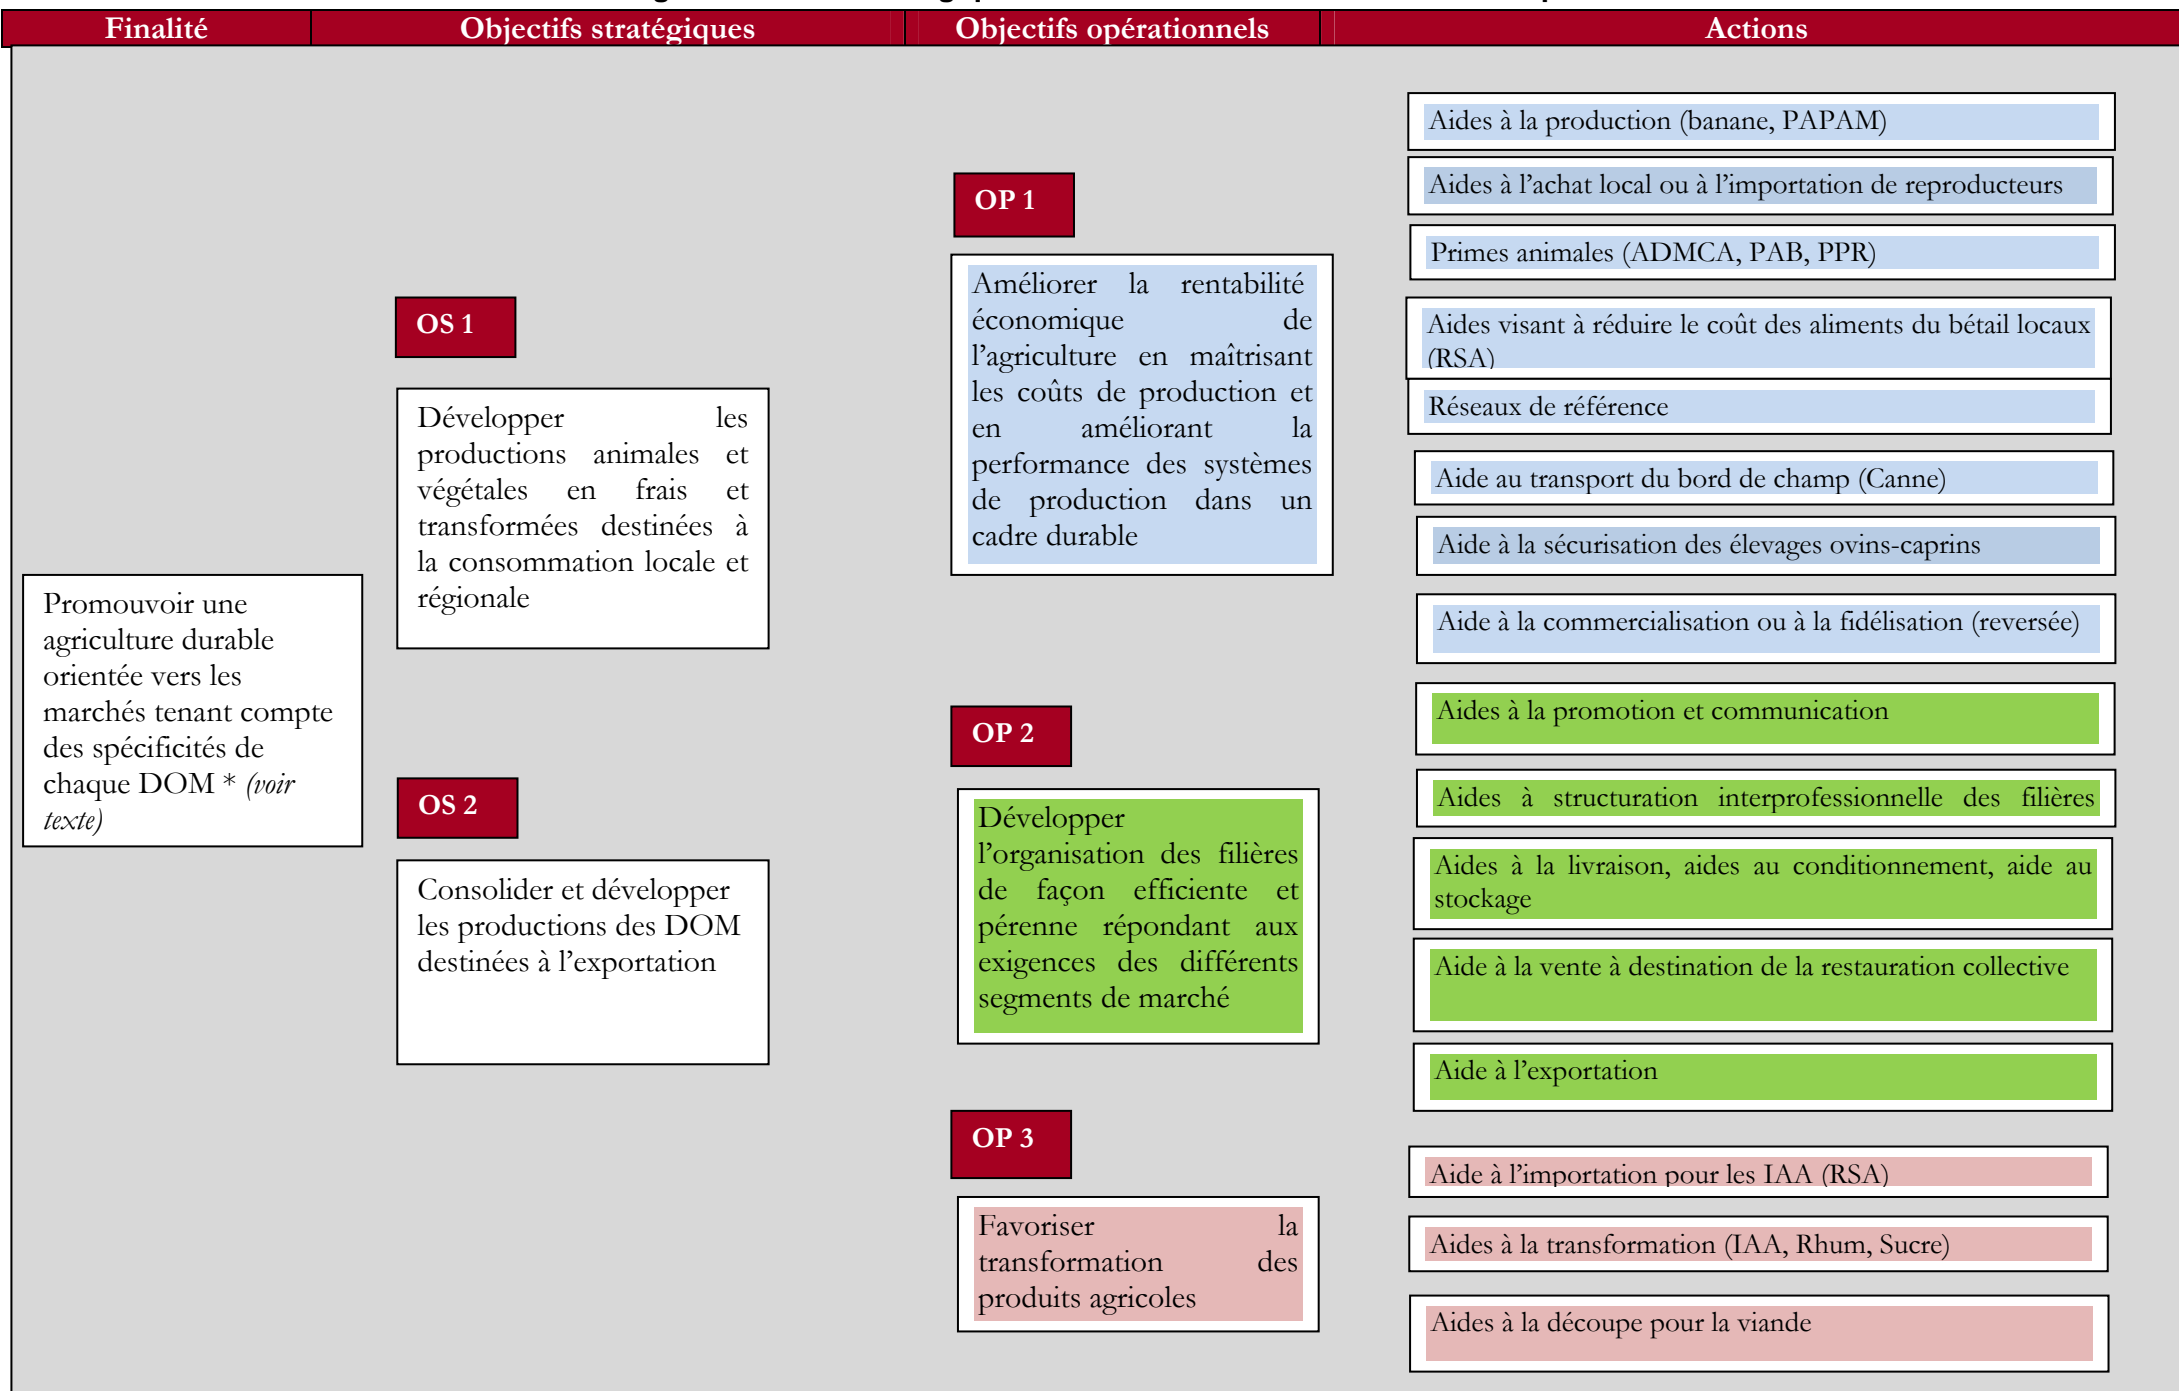 Finalité
Objectifs stratégiques
Objectifs opérationnels
Actions
Promouvoir une
agriculture durable
orientée vers les
marchés tenant compte
des spécificités de
chaque DOM * (voir
texte)
OS 1
Développer les
productions animales et
végétales en frais et
transformées destinées à
la consommation locale et
régionale
OS 2
Consolider et développer
les productions des DOM
destinées à l’exportation
OP 1
Améliorer la rentabilité
économique de
l’agriculture en maîtrisant
les coûts de production et
en améliorant la
performance des systèmes
de production dans un
cadre durable
OP 2
Développer
l’organisation des filières
de façon efficiente et
pérenne répondant aux
exigences des différents
segments de marché
OP 3
Favoriser la
transformation des
produits agricoles
Aides à la production (banane, PAPAM)
Aides à l’achat local ou à l’importation de reproducteurs
Primes animales (ADMCA, PAB, PPR)
Aides visant à réduire le coût des aliments du bétail locaux
(RSA)
Réseaux de référence
Aide au transport du bord de champ (Canne)
Aide à la sécurisation des élevages ovins-caprins
Aide à la commercialisation ou à la fidélisation (reversée)
Aides à la promotion et communication
Aides à structuration interprofessionnelle des filières
Aides à la livraison, aides au conditionnement, aide au
stockage
Aide à la vente à destination de la restauration collective
Aide à l’exportation
Aide à l’importation pour les IAA (RSA)
Aides à la transformation (IAA, Rhum, Sucre)
Aides à la découpe pour la viande